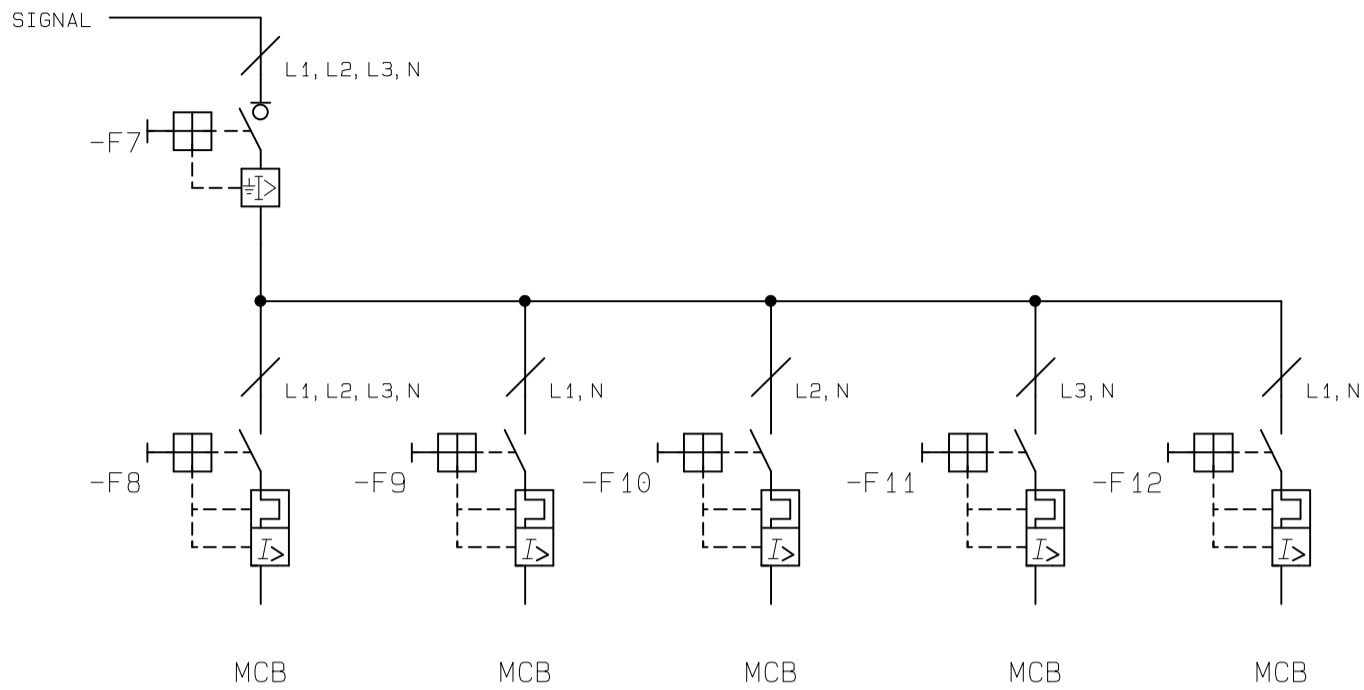 SIGNAL
L1, L2, L3, N
-F7
I>
L1, L2, L3, N
L1, N
L2, N
L3, N
L1, N
-F8
-F9
-F10
-F11
-F12
I>
I>
I>
I>
I>
MCB
MCB
MCB
MCB
MCB